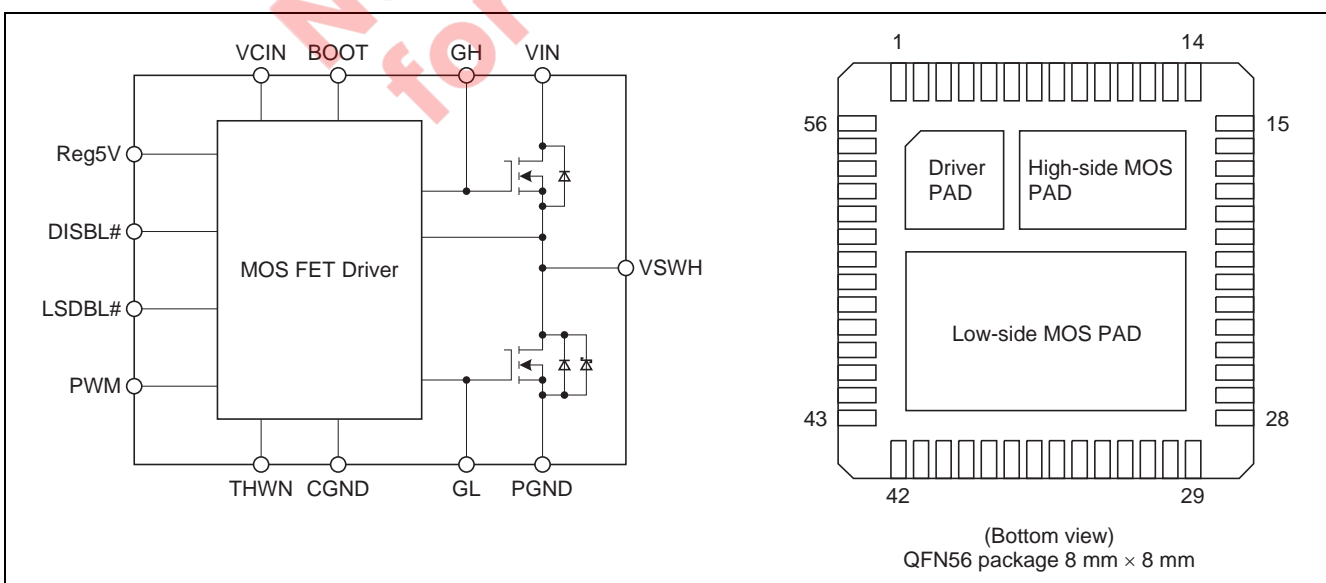 VCIN BOOT GH VIN
Reg5V
DISBL#
LSDBL#
PWM
MOS FET Driver
VSWH
THWN CGND GL PGND
1 14
56 15
Driver
PAD
High-side MOS
PAD
Low-side MOS PAD
43 28
42 29
(Bottom view)
QFN56 package 8 mm × 8 mm
for